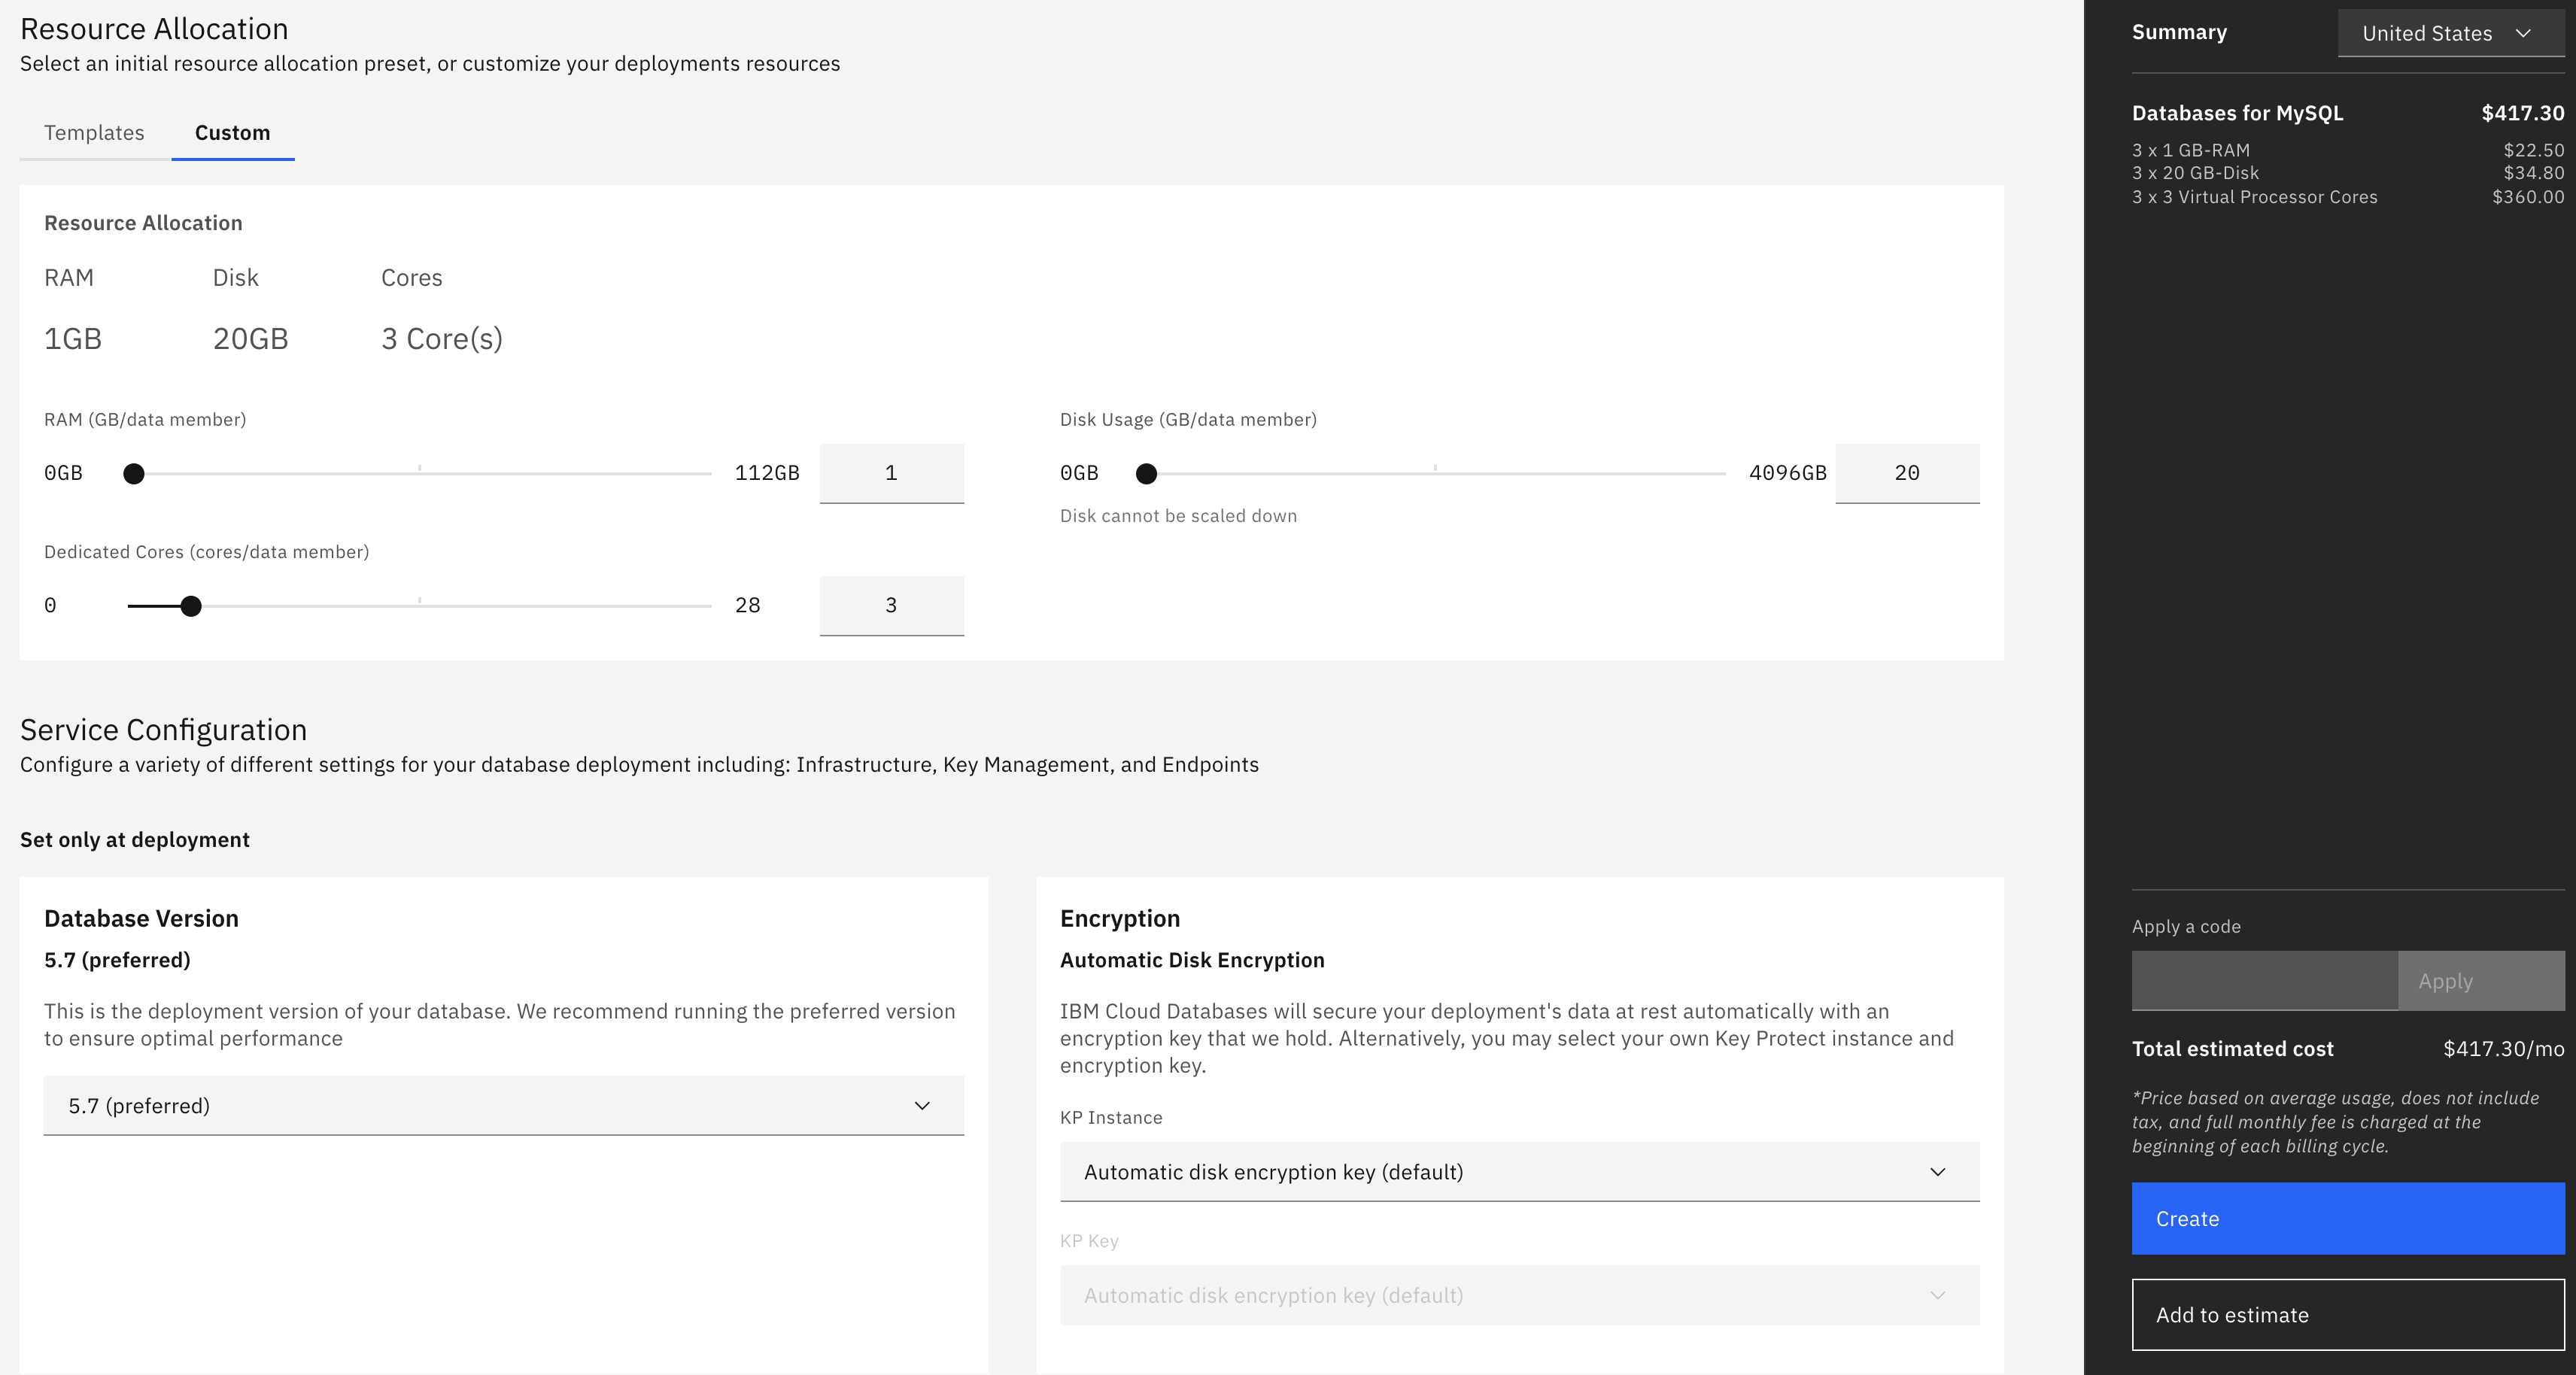 Resource Allocation
Select an initial resource allocation preset, or customize your deployments resources
Templates
Custom
Resource Allocation
RAM
Disk
Cores
1GB
20GB
3 Core(s)
RAM (GB/data member)
0GB
112GB
1
Disk Usage (GB/data member)
0GB
4096GB
20
Disk cannot be scaled down
Dedicated Cores (cores/data member)
0
28
3
Service Configuration
Configure a variety of different settings for your database deployment including: Infrastructure, Key Management, and Endpoints
Set only at deployment
Database Version
5.7 (preferred)
This is the deployment version of your database. We recommend running the preferred version
to ensure optimal performance
5.7 (preferred)
Encryption
Automatic Disk Encryption
IBM Cloud Databases will secure your deployment's data at rest automatically with an
encryption key that we hold. Alternatively, you may select your own Key Protect instance and
encryption key.
KP Instance
Automatic disk encryption key (default)
KP Key
Automatic disk encryption key (default)
Summary
United States
Databases for MySQL $417.30
3 x 1 GB-RAM $22.50
3 x 20 GB-Disk $34.80
3 x 3 Virtual Processor Cores $360.00
Apply a code
Apply
Total estimated cost $417.30/mo
*Price based on average usage, does not include
tax, and full monthly fee is charged at the
beginning of each billing cycle.
Create
Add to estimate